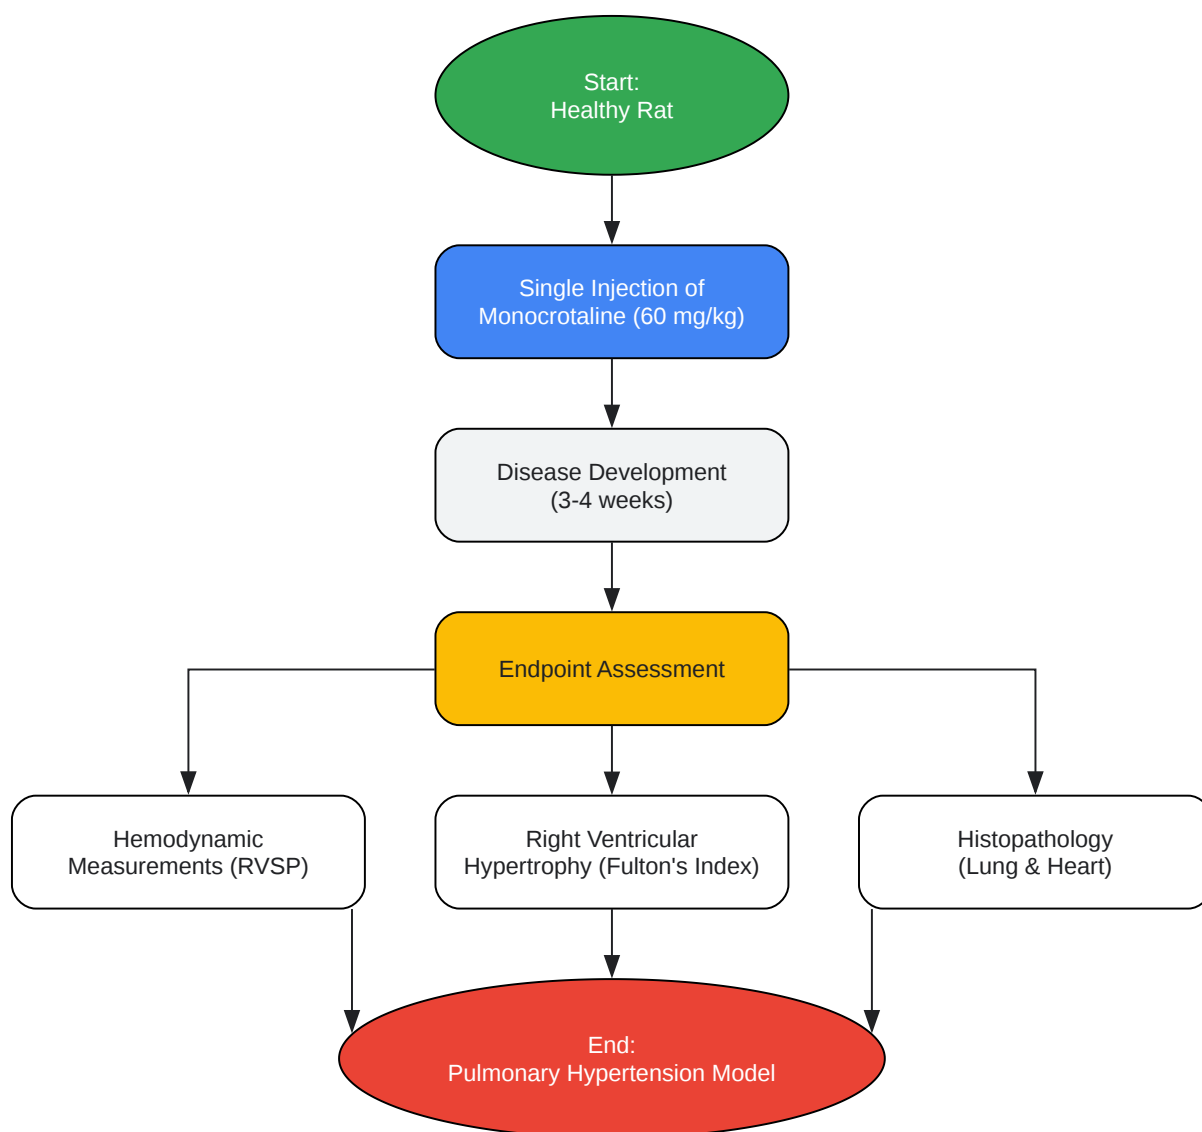 Start:
Healthy Rat
Single Injection of
Monocrotaline (60 mg/kg)
Disease Development
(3-4 weeks)
Endpoint Assessment
Hemodynamic
Measurements (RVSP)
Right Ventricular
Hypertrophy (Fulton's Index)
Histopathology
(Lung & Heart)
End:
Pulmonary Hypertension Model